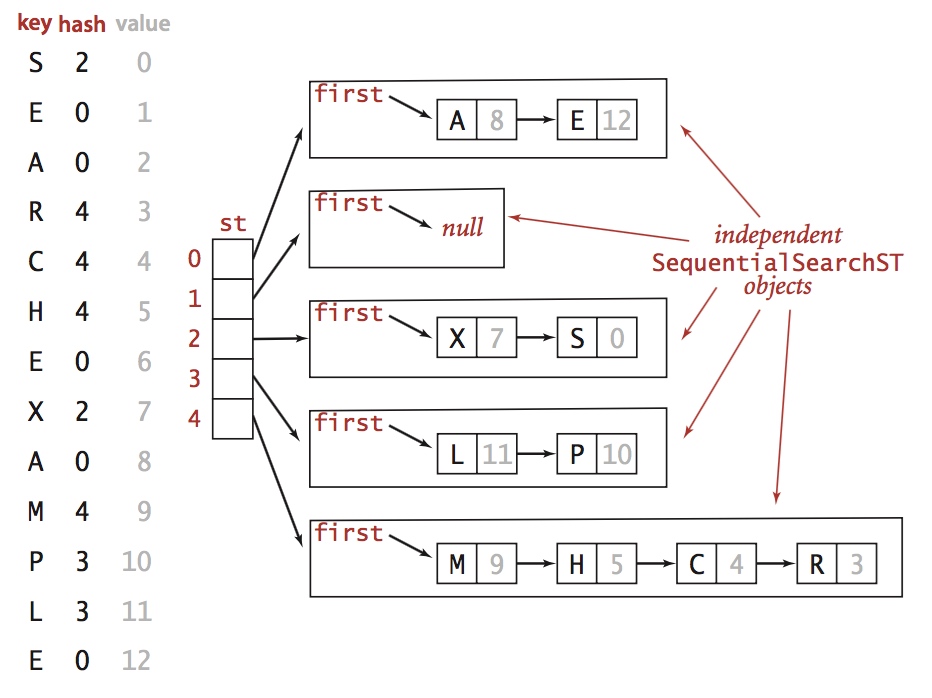 key hash value
S 2 0
E 0 1
A 0 2
R 4 3
C 4 4
H 4 5
E 0 6
X 2 7
A 0 8
M 4 9
P 3 10
L 3 11
E 0 12
st
0
1
2
3
4
first
A 8 E 12
first
null
first
X 7 S 0
first
L 11 P 10
first
M 9 H 5 C 4 R 3
independent
SequentialSearchST
objects